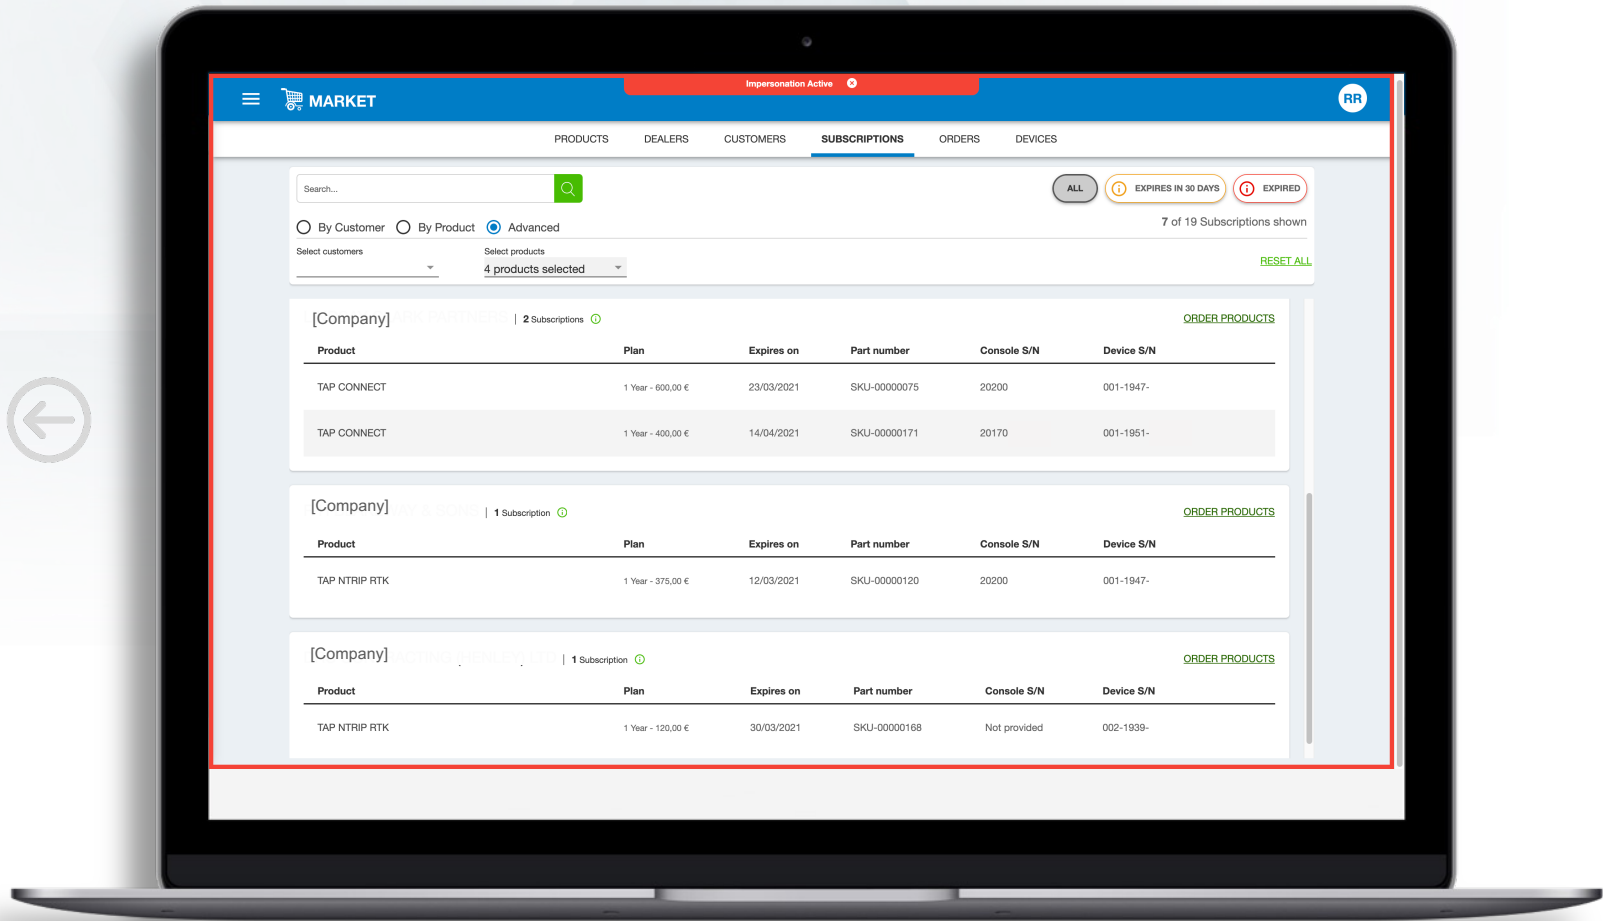 Impersonation Active
MARKET
RR
PRODUCTS DEALERS CUSTOMERS SUBSCRIPTIONS ORDERS DEVICES
Search...
ALL EXPIRES IN 30 DAYS EXPIRED
By Customer By Product Advanced
7 of 19 Subscriptions shown
Select customers Select products
4 products selected
RESET ALL
[Company] | 2 Subscriptions ORDER PRODUCTS
Product Plan Expires on Part number Console S/N Device S/N
TAP CONNECT 1 Year - 600,00 € 23/03/2021 SKU-00000075 20200 001-1947-
TAP CONNECT 1 Year - 400,00 € 14/04/2021 SKU-00000171 20170 001-1951-
[Company] | 1 Subscription ORDER PRODUCTS
Product Plan Expires on Part number Console S/N Device S/N
TAP NTRIP RTK 1 Year - 375,00 € 12/03/2021 SKU-00000120 20200 001-1947-
[Company] | 1 Subscription ORDER PRODUCTS
Product Plan Expires on Part number Console S/N Device S/N
TAP NTRIP RTK 1 Year - 120,00 € 30/03/2021 SKU-00000168 Not provided 002-1939-